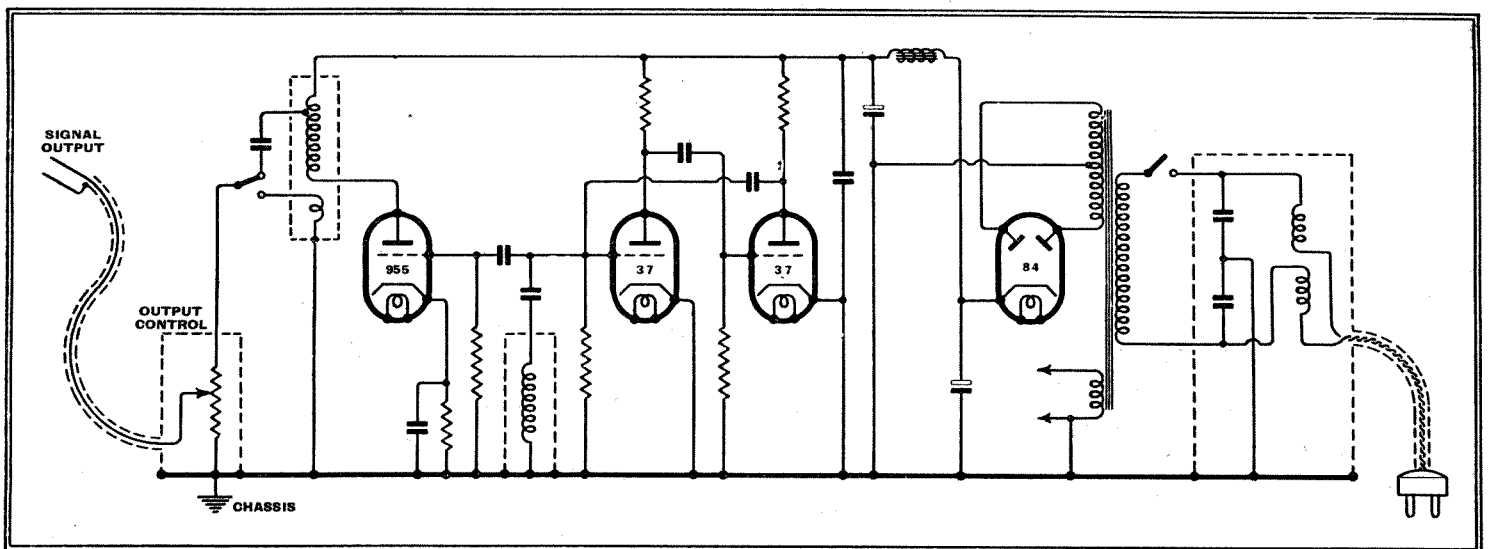 SIGNAL
OUTPUT
OUTPUT
CONTROL
955
37
37
84
CHASSIS